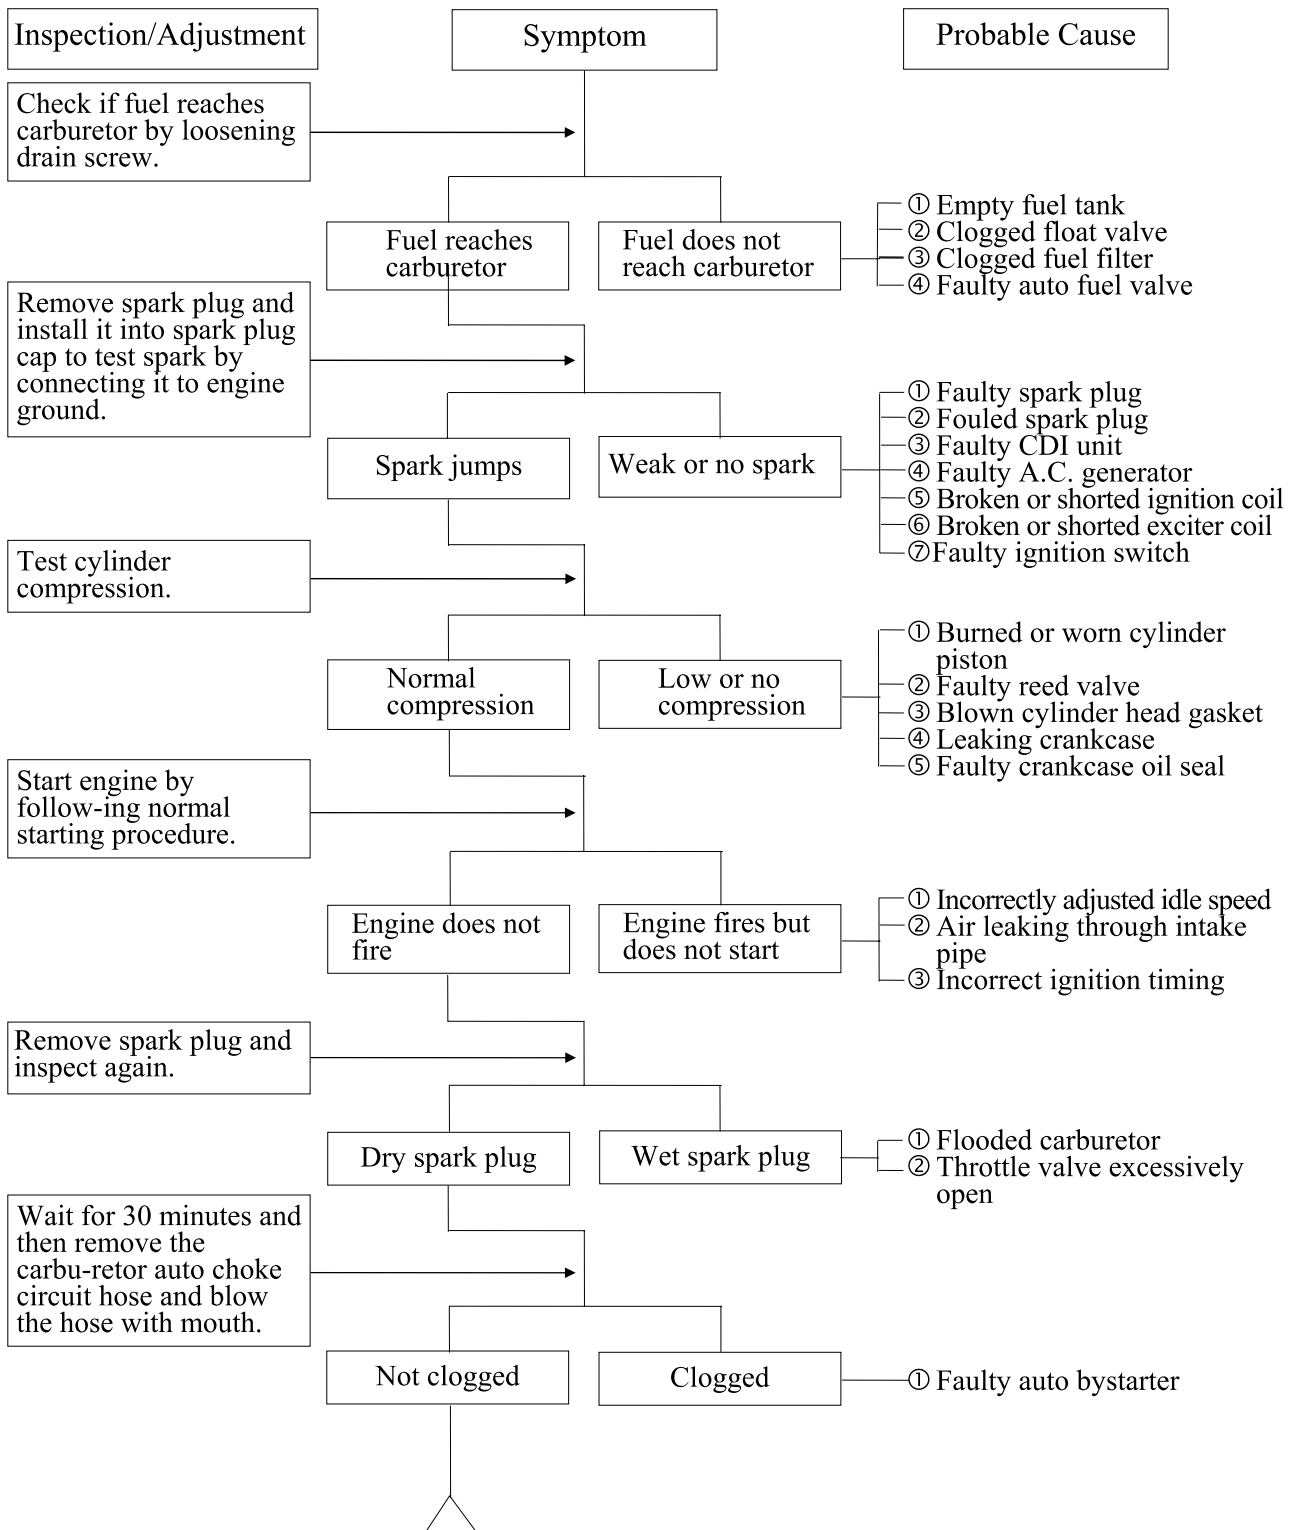 Inspection/Adjustment
Symptom
Probable Cause
Check if fuel reaches
carburetor by loosening
drain screw.
Fuel reaches
carburetor
Fuel does not
reach carburetor
① Empty fuel tank
② Clogged float valve
③ Clogged fuel filter
④ Faulty auto fuel valve
Remove spark plug and
install it into spark plug
cap to test spark by
connecting it to engine
ground.
Spark jumps
Weak or no spark
① Faulty spark plug
② Fouled spark plug
③ Faulty CDI unit
④ Faulty A.C. generator
⑤ Broken or shorted ignition coil
⑥ Broken or shorted exciter coil
⑦Faulty ignition switch
Test cylinder
compression.
Normal
compression
Low or no
compression
① Burned or worn cylinder
piston
② Faulty reed valve
③ Blown cylinder head gasket
④ Leaking crankcase
⑤ Faulty crankcase oil seal
Start engine by
follow-ing normal
starting procedure.
Engine does not
fire
Engine fires but
does not start
① Incorrectly adjusted idle speed
② Air leaking through intake
pipe
③ Incorrect ignition timing
Remove spark plug and
inspect again.
Dry spark plug
Wet spark plug
① Flooded carburetor
② Throttle valve excessively
open
Wait for 30 minutes and
then remove the
carbu-retor auto choke
circuit hose and blow
the hose with mouth.
Not clogged
Clogged
① Faulty auto bystarter